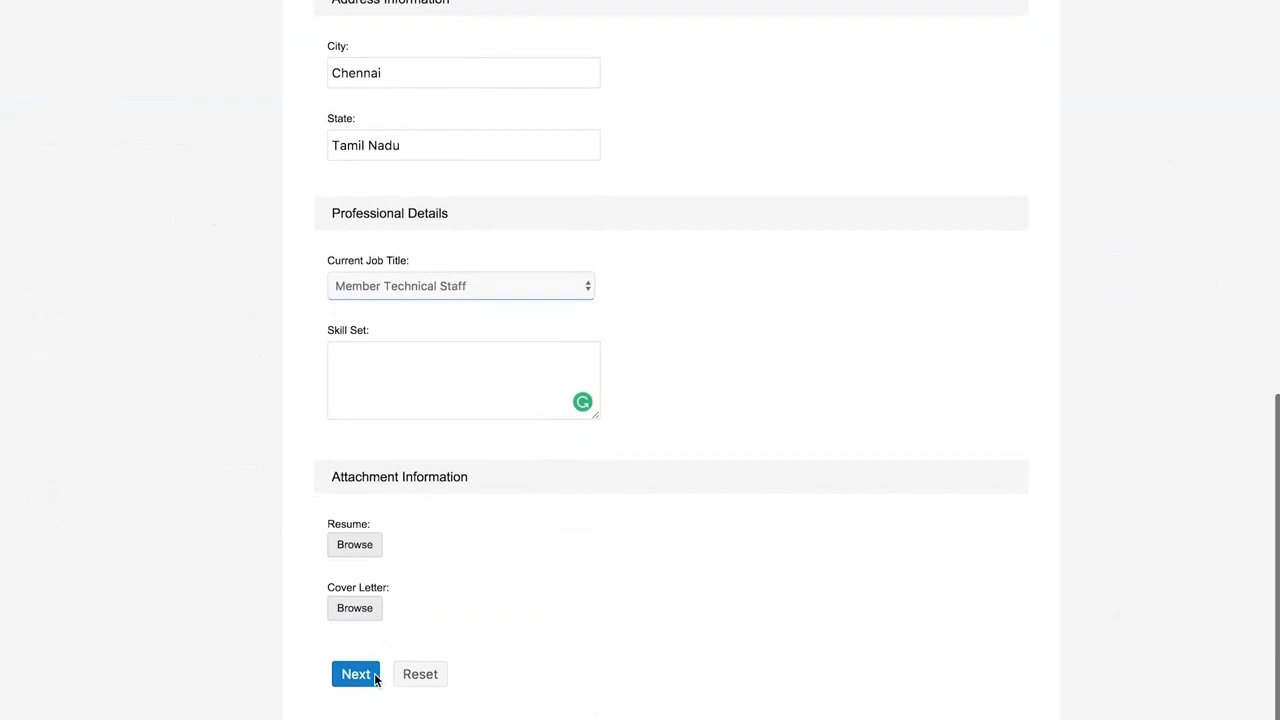 Address Information
City:
Chennai
State:
Tamil Nadu
Professional Details
Current Job Title:
Member Technical Staff
Skill Set:
Attachment Information
Resume:
Browse
Cover Letter:
Browse
Next Reset